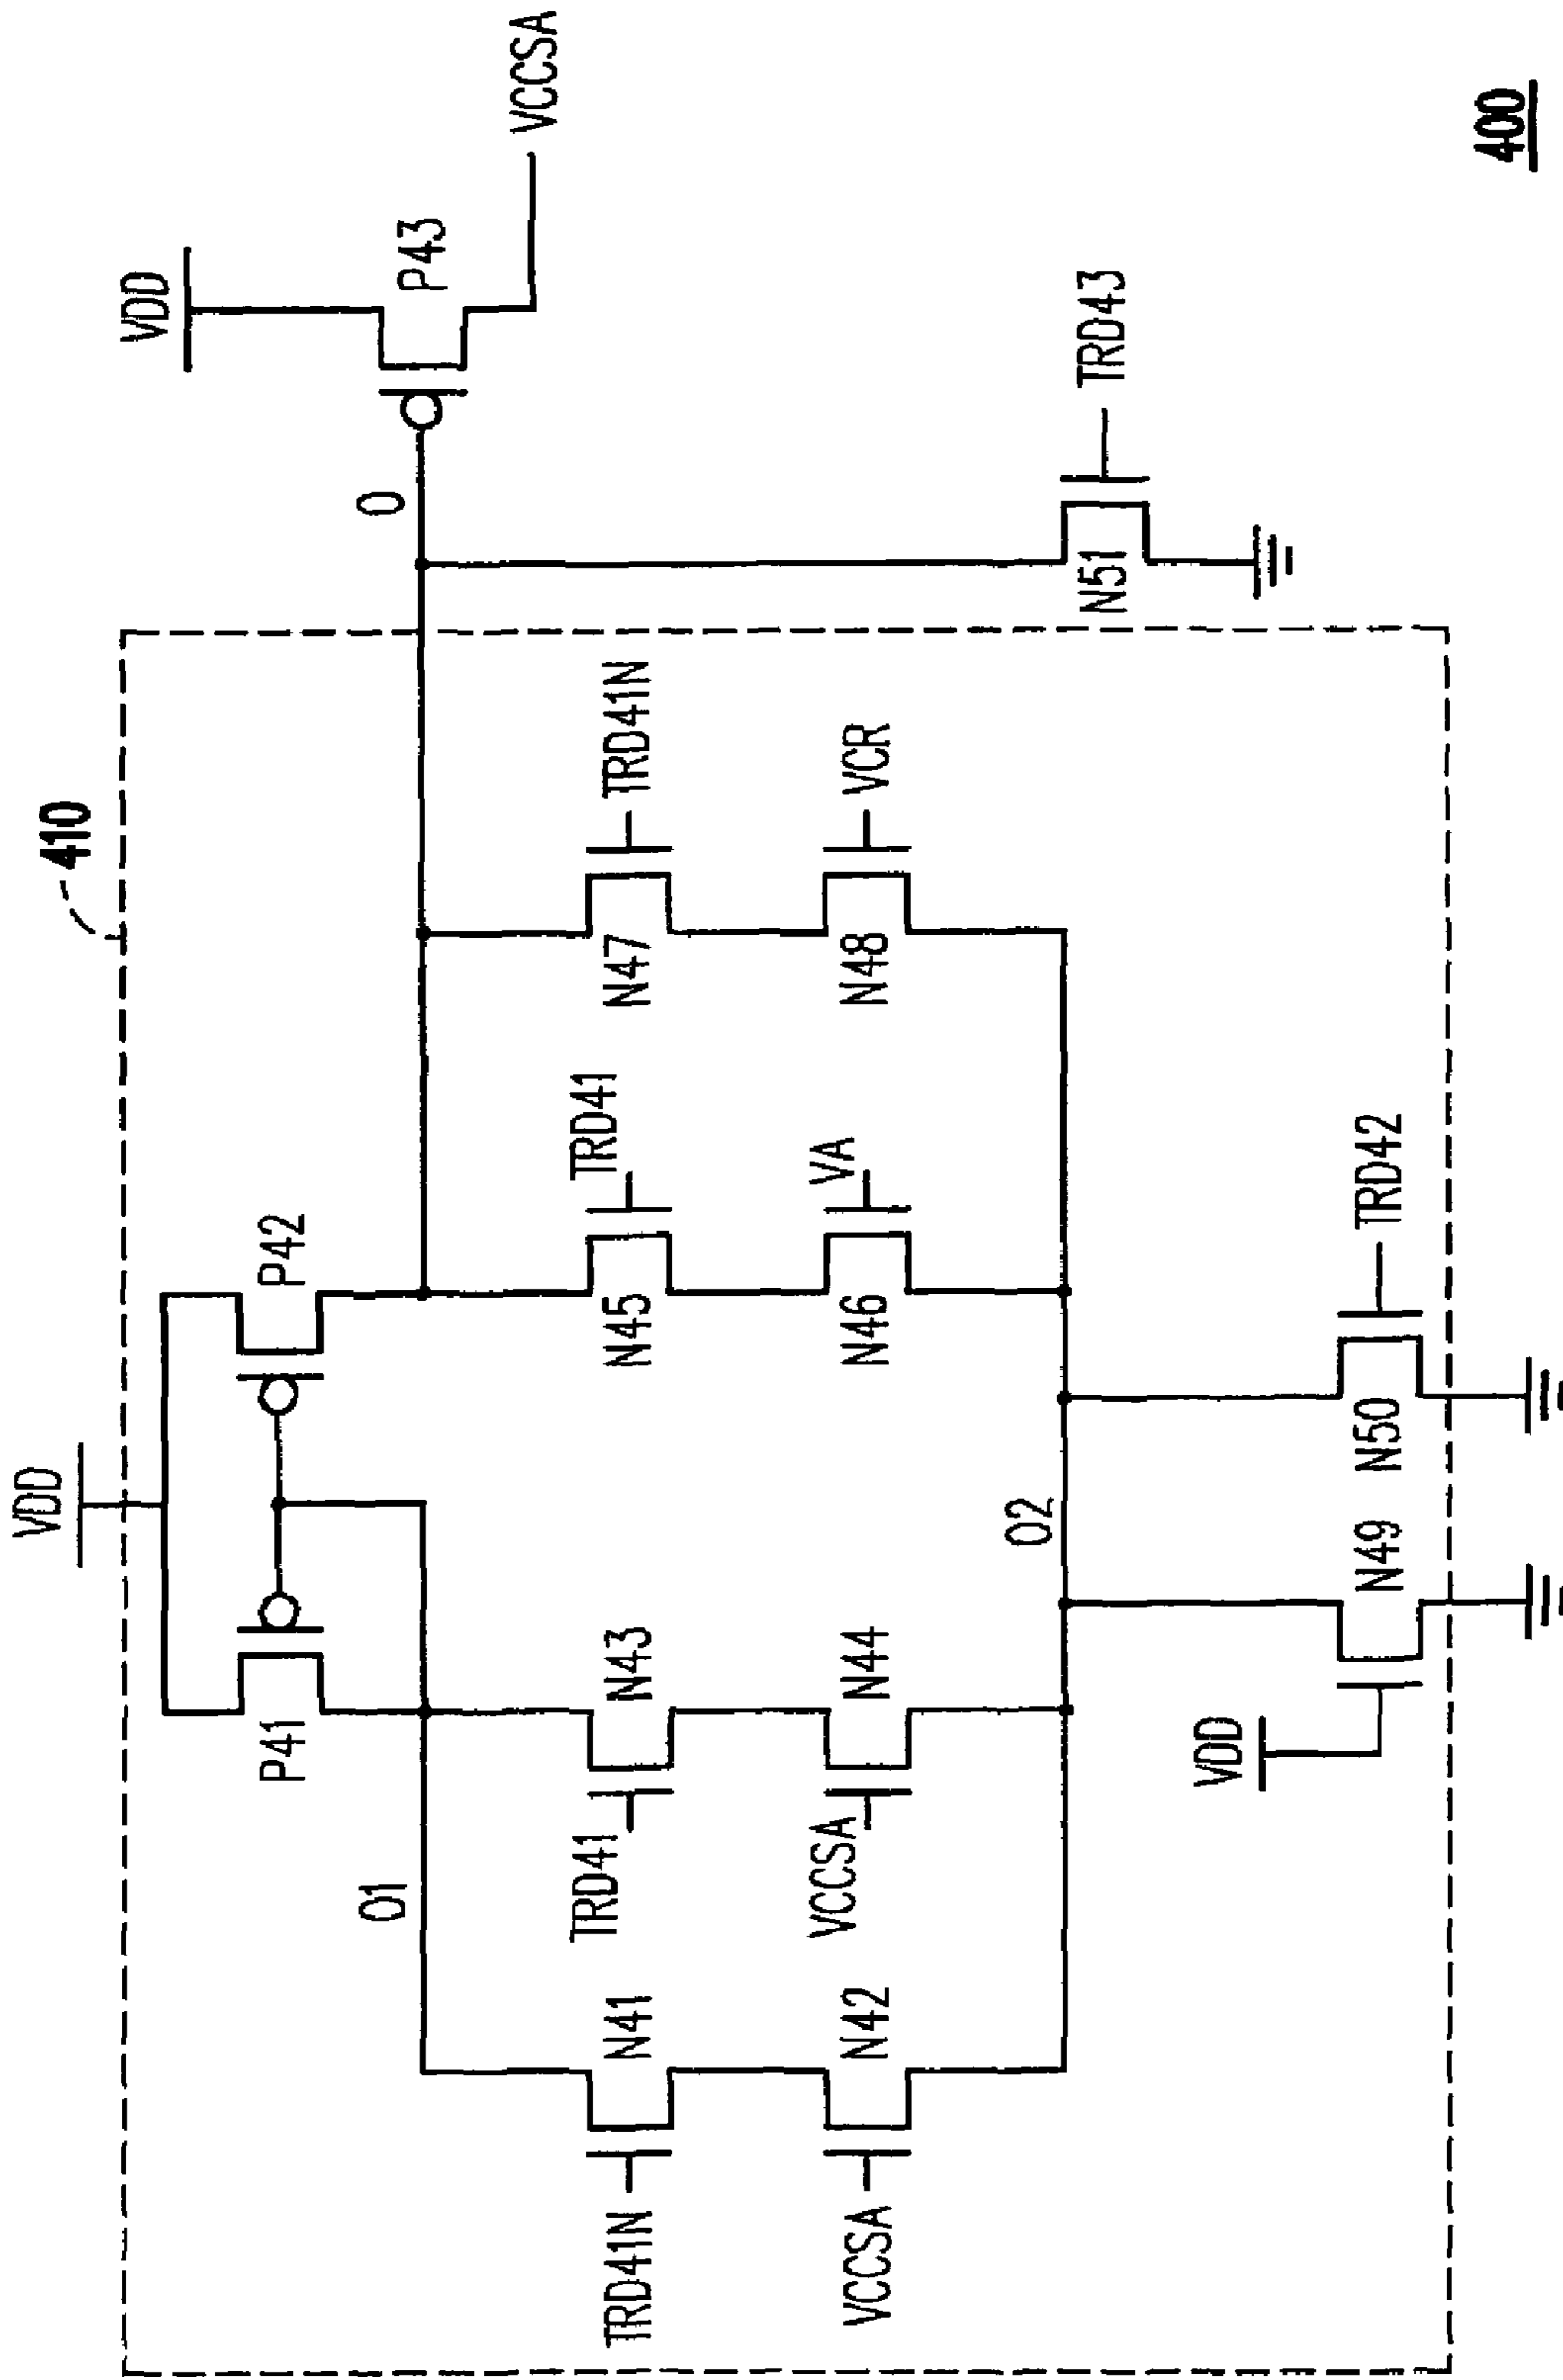 410
VDD
VDD
P41
P42
P43
VCCSA
O1
O
TRD41N
N41
TRD41
N43
N45
TRD41
N47
TRD41N
VCCSA
N42
VCCSA
N44
N46
VA
N48
VCR
O2
N51
TRD43
VDD
N49
N50
TRD42
400